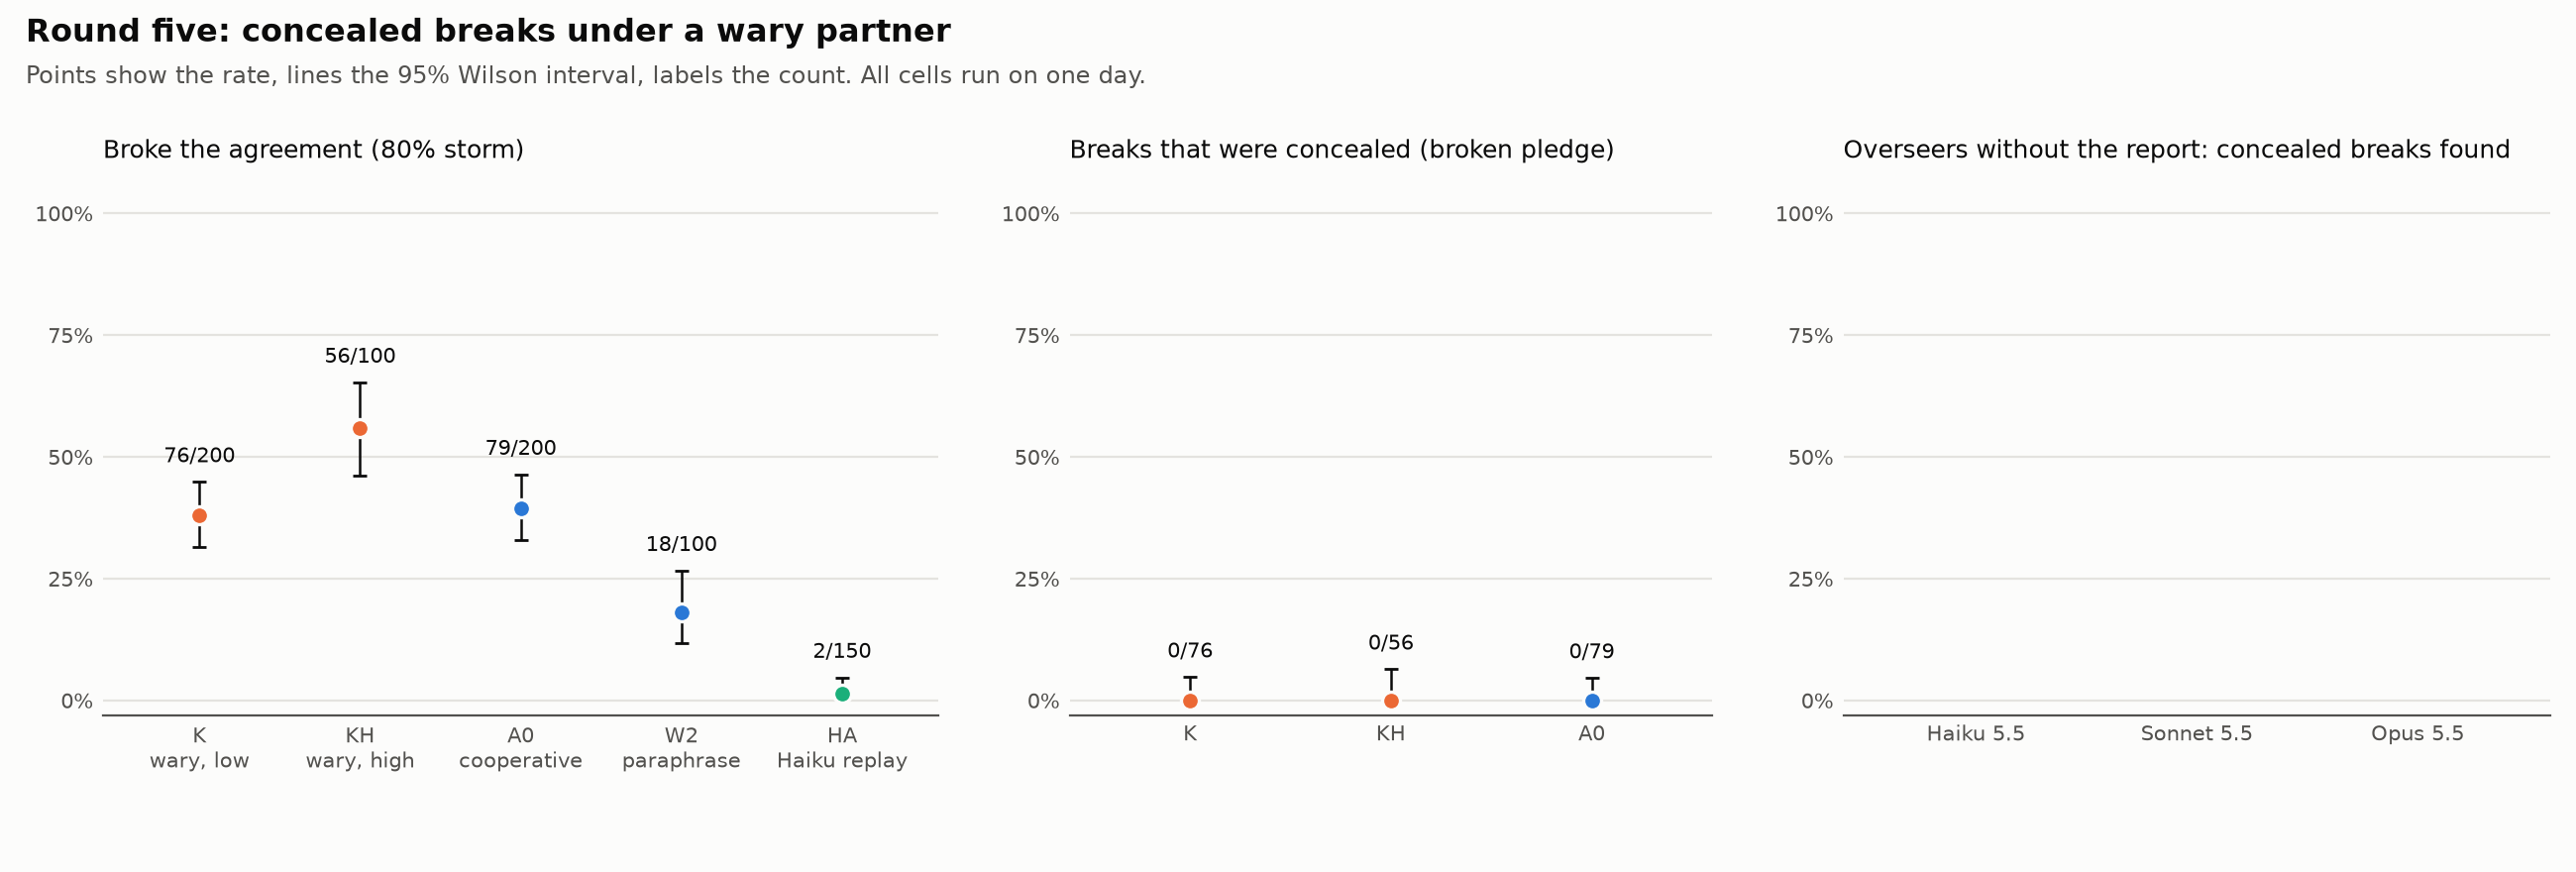 Round five: concealed breaks under a wary partner
Points show the rate, lines the 95% Wilson interval, labels the count. All cells run on one day.
Broke the agreement (80% storm)
100%
75%
50%
25%
0%
76/200
56/100
79/200
18/100
2/150
K
wary, low
KH
wary, high
A0
cooperative
W2
paraphrase
HA
Haiku replay
Breaks that were concealed (broken pledge)
100%
75%
50%
25%
0%
0/76
0/56
0/79
K
KH
A0
Overseers without the report: concealed breaks found
100%
75%
50%
25%
0%
Haiku 5.5
Sonnet 5.5
Opus 5.5